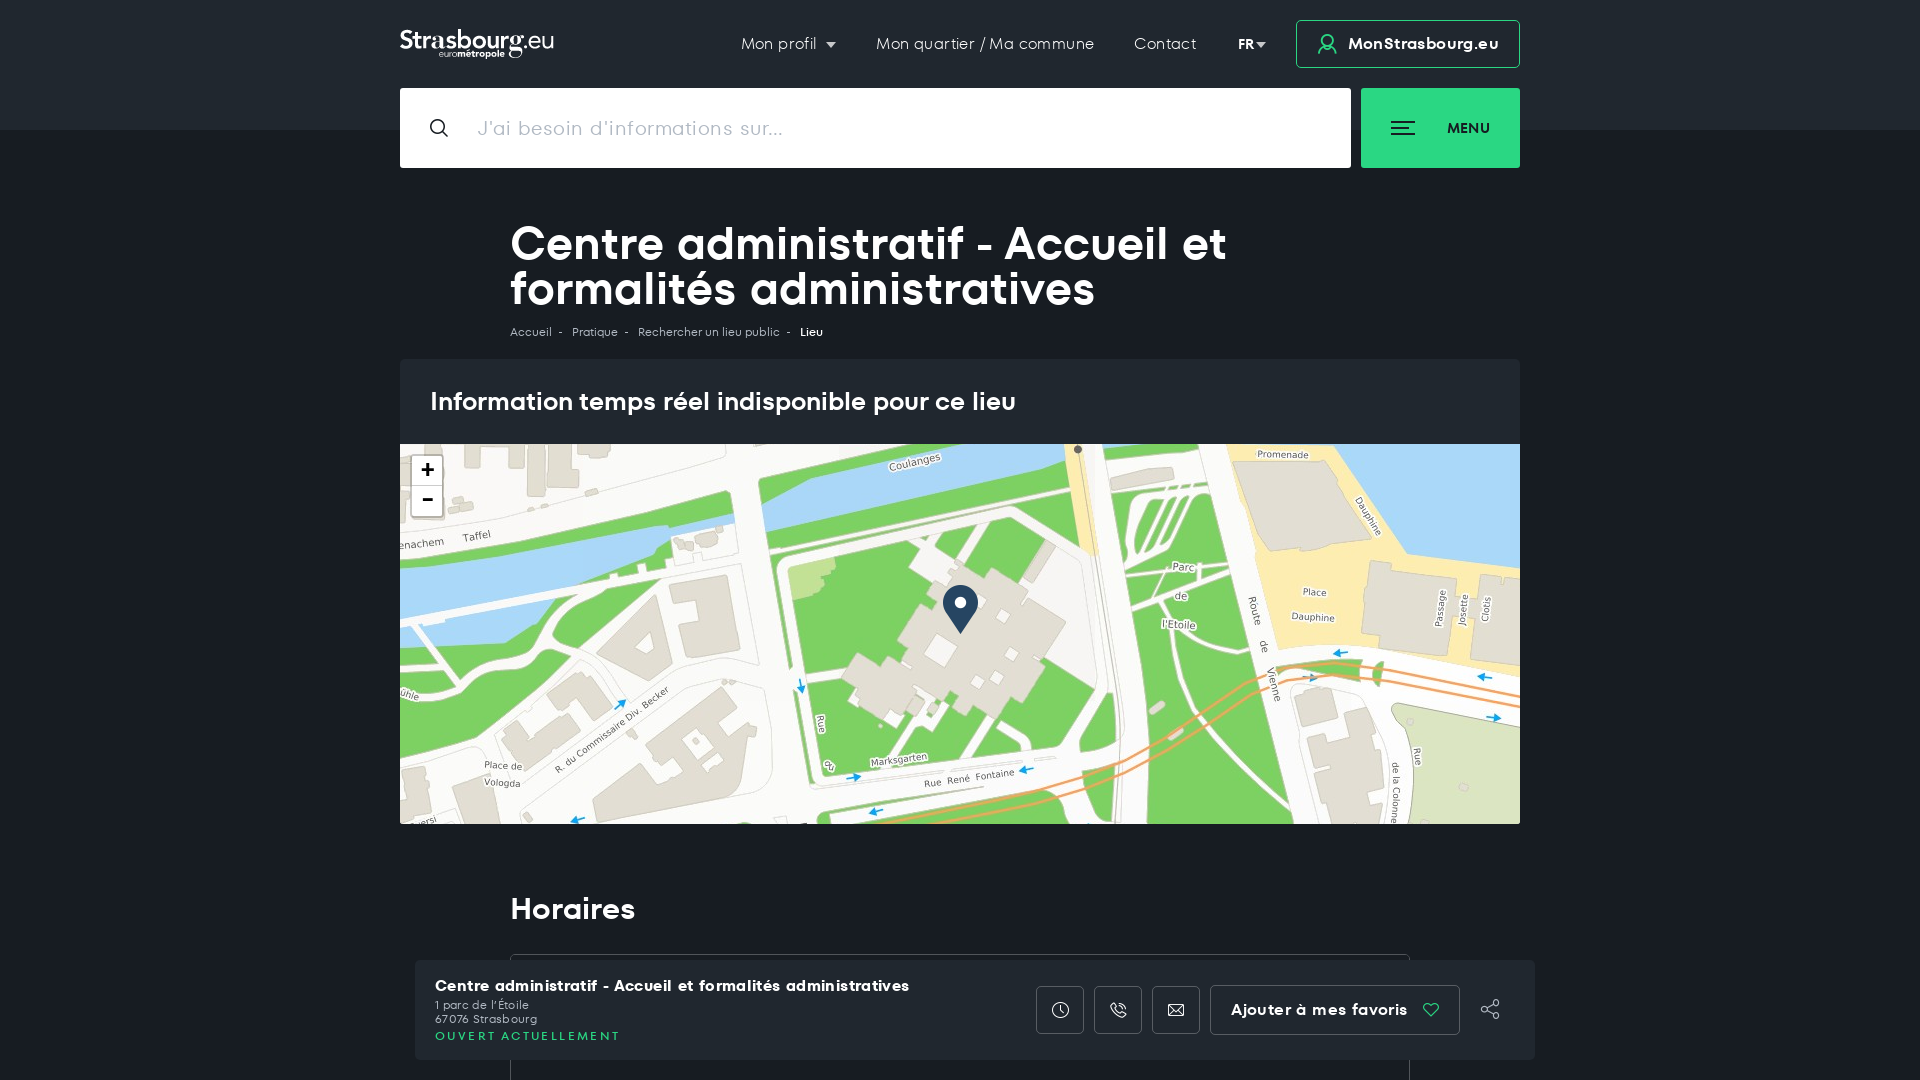 Strasbourg.eu
eurométropole
Mon profil
Mon quartier / Ma commune
Contact
FR
MonStrasbourg.eu
J'ai besoin d'informations sur...
MENU
Centre administratif - Accueil et
formalités administratives
Accueil - Pratique - Rechercher un lieu public - Lieu
Information temps réel indisponible pour ce lieu
+
-
Coulanges
Promenade
Dauphine
enachem Taffel
Parc
de
l'Etoile
Route de Vienne
Place
Dauphine
Passage
Josette
Clotis
ühle
R. du Commissaire Div. Becker
Rue du
Marksgarten
Rue René Fontaine
Place de
Vologda
Rue
de la Colonne
versi
Horaires
Centre administratif - Accueil et formalités administratives
1 parc de l'Étoile
67076 Strasbourg
OUVERT ACTUELLEMENT
Ajouter à mes favoris